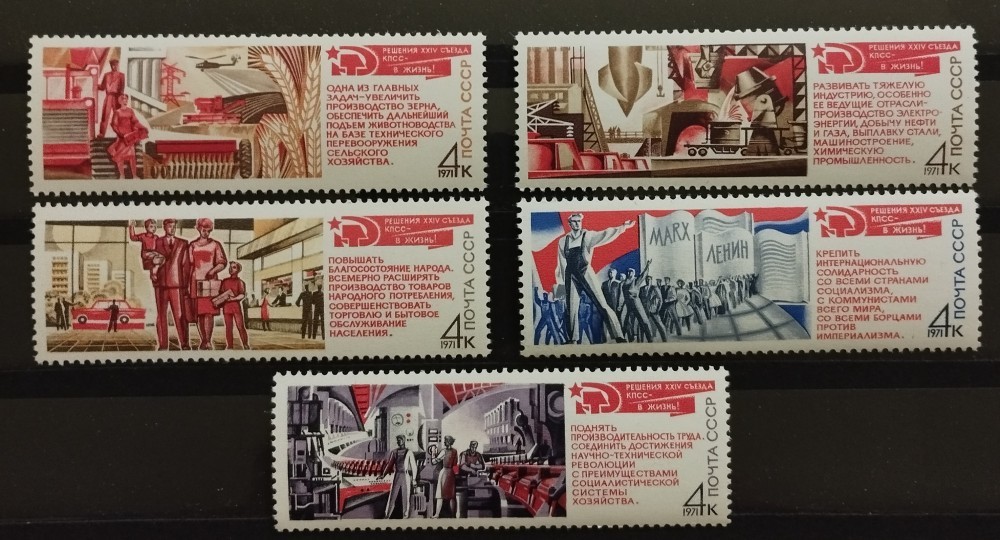 РЕШЕНИЯ XXIV СЪЕЗДА
КПСС-
В ЖИЗНЬ!
ОДНА ИЗ ГЛАВНЫХ
ЗАДАЧ-УВЕЛИЧИТЬ
ПРОИЗВОДСТВО ЗЕРНА,
ОБЕСПЕЧИТЬ ДАЛЬНЕЙШИЙ
ПОДЪЕМ ЖИВОТНОВОДСТВА
НА БАЗЕ ТЕХНИЧЕСКОГО
ПЕРЕВООРУЖЕНИЯ
СЕЛЬСКОГО
ХОЗЯЙСТВА.
1971
4К
ПОЧТА СССР
РЕШЕНИЯ XXIV СЪЕЗДА
КПСС-
В ЖИЗНЬ!
РАЗВИВАТЬ ТЯЖЕЛУЮ
ИНДУСТРИЮ, ОСОБЕННО
ЕЕ ВЕДУЩИЕ ОТРАСЛИ-
ПРОИЗВОДСТВО ЭЛЕКТРО-
ЭНЕРГИИ, ДОБЫЧУ НЕФТИ
И ГАЗА, ВЫПЛАВКУ СТАЛИ,
МАШИНОСТРОЕНИЕ,
ХИМИЧЕСКУЮ
ПРОМЫШЛЕННОСТЬ.
1971
4К
ПОЧТА СССР
РЕШЕНИЯ XXIV СЪЕЗДА
КПСС-
В ЖИЗНЬ!
ПОВЫШАТЬ
БЛАГОСОСТОЯНИЕ НАРОДА.
ВСЕМЕРНО РАСШИРЯТЬ
ПРОИЗВОДСТВО ТОВАРОВ
НАРОДНОГО ПОТРЕБЛЕНИЯ,
СОВЕРШЕНСТВОВАТЬ
ТОРГОВЛЮ И БЫТОВОЕ
ОБСЛУЖИВАНИЕ
НАСЕЛЕНИЯ.
1971
4К
ПОЧТА СССР
MARX
ЛЕНИН
РЕШЕНИЯ XXIV СЪЕЗДА
КПСС-
В ЖИЗНЬ!
КРЕПИТЬ
ИНТЕРНАЦИОНАЛЬНУЮ
СОЛИДАРНОСТЬ
СО ВСЕМИ СТРАНАМИ
СОЦИАЛИЗМА,
С КОММУНИСТАМИ
ВСЕГО МИРА,
СО ВСЕМИ БОРЦАМИ
ПРОТИВ
ИМПЕРИАЛИЗМА.
1971
4К
ПОЧТА СССР
РЕШЕНИЯ XXIV СЪЕЗДА
КПСС-
В ЖИЗНЬ!
ПОДНЯТЬ
ПРОИЗВОДИТЕЛЬНОСТЬ ТРУДА.
СОЕДИНИТЬ ДОСТИЖЕНИЯ
НАУЧНО-ТЕХНИЧЕСКОЙ
РЕВОЛЮЦИИ
С ПРЕИМУЩЕСТВАМИ
СОЦИАЛИСТИЧЕСКОЙ
СИСТЕМЫ
ХОЗЯЙСТВА.
1971
4К
ПОЧТА СССР